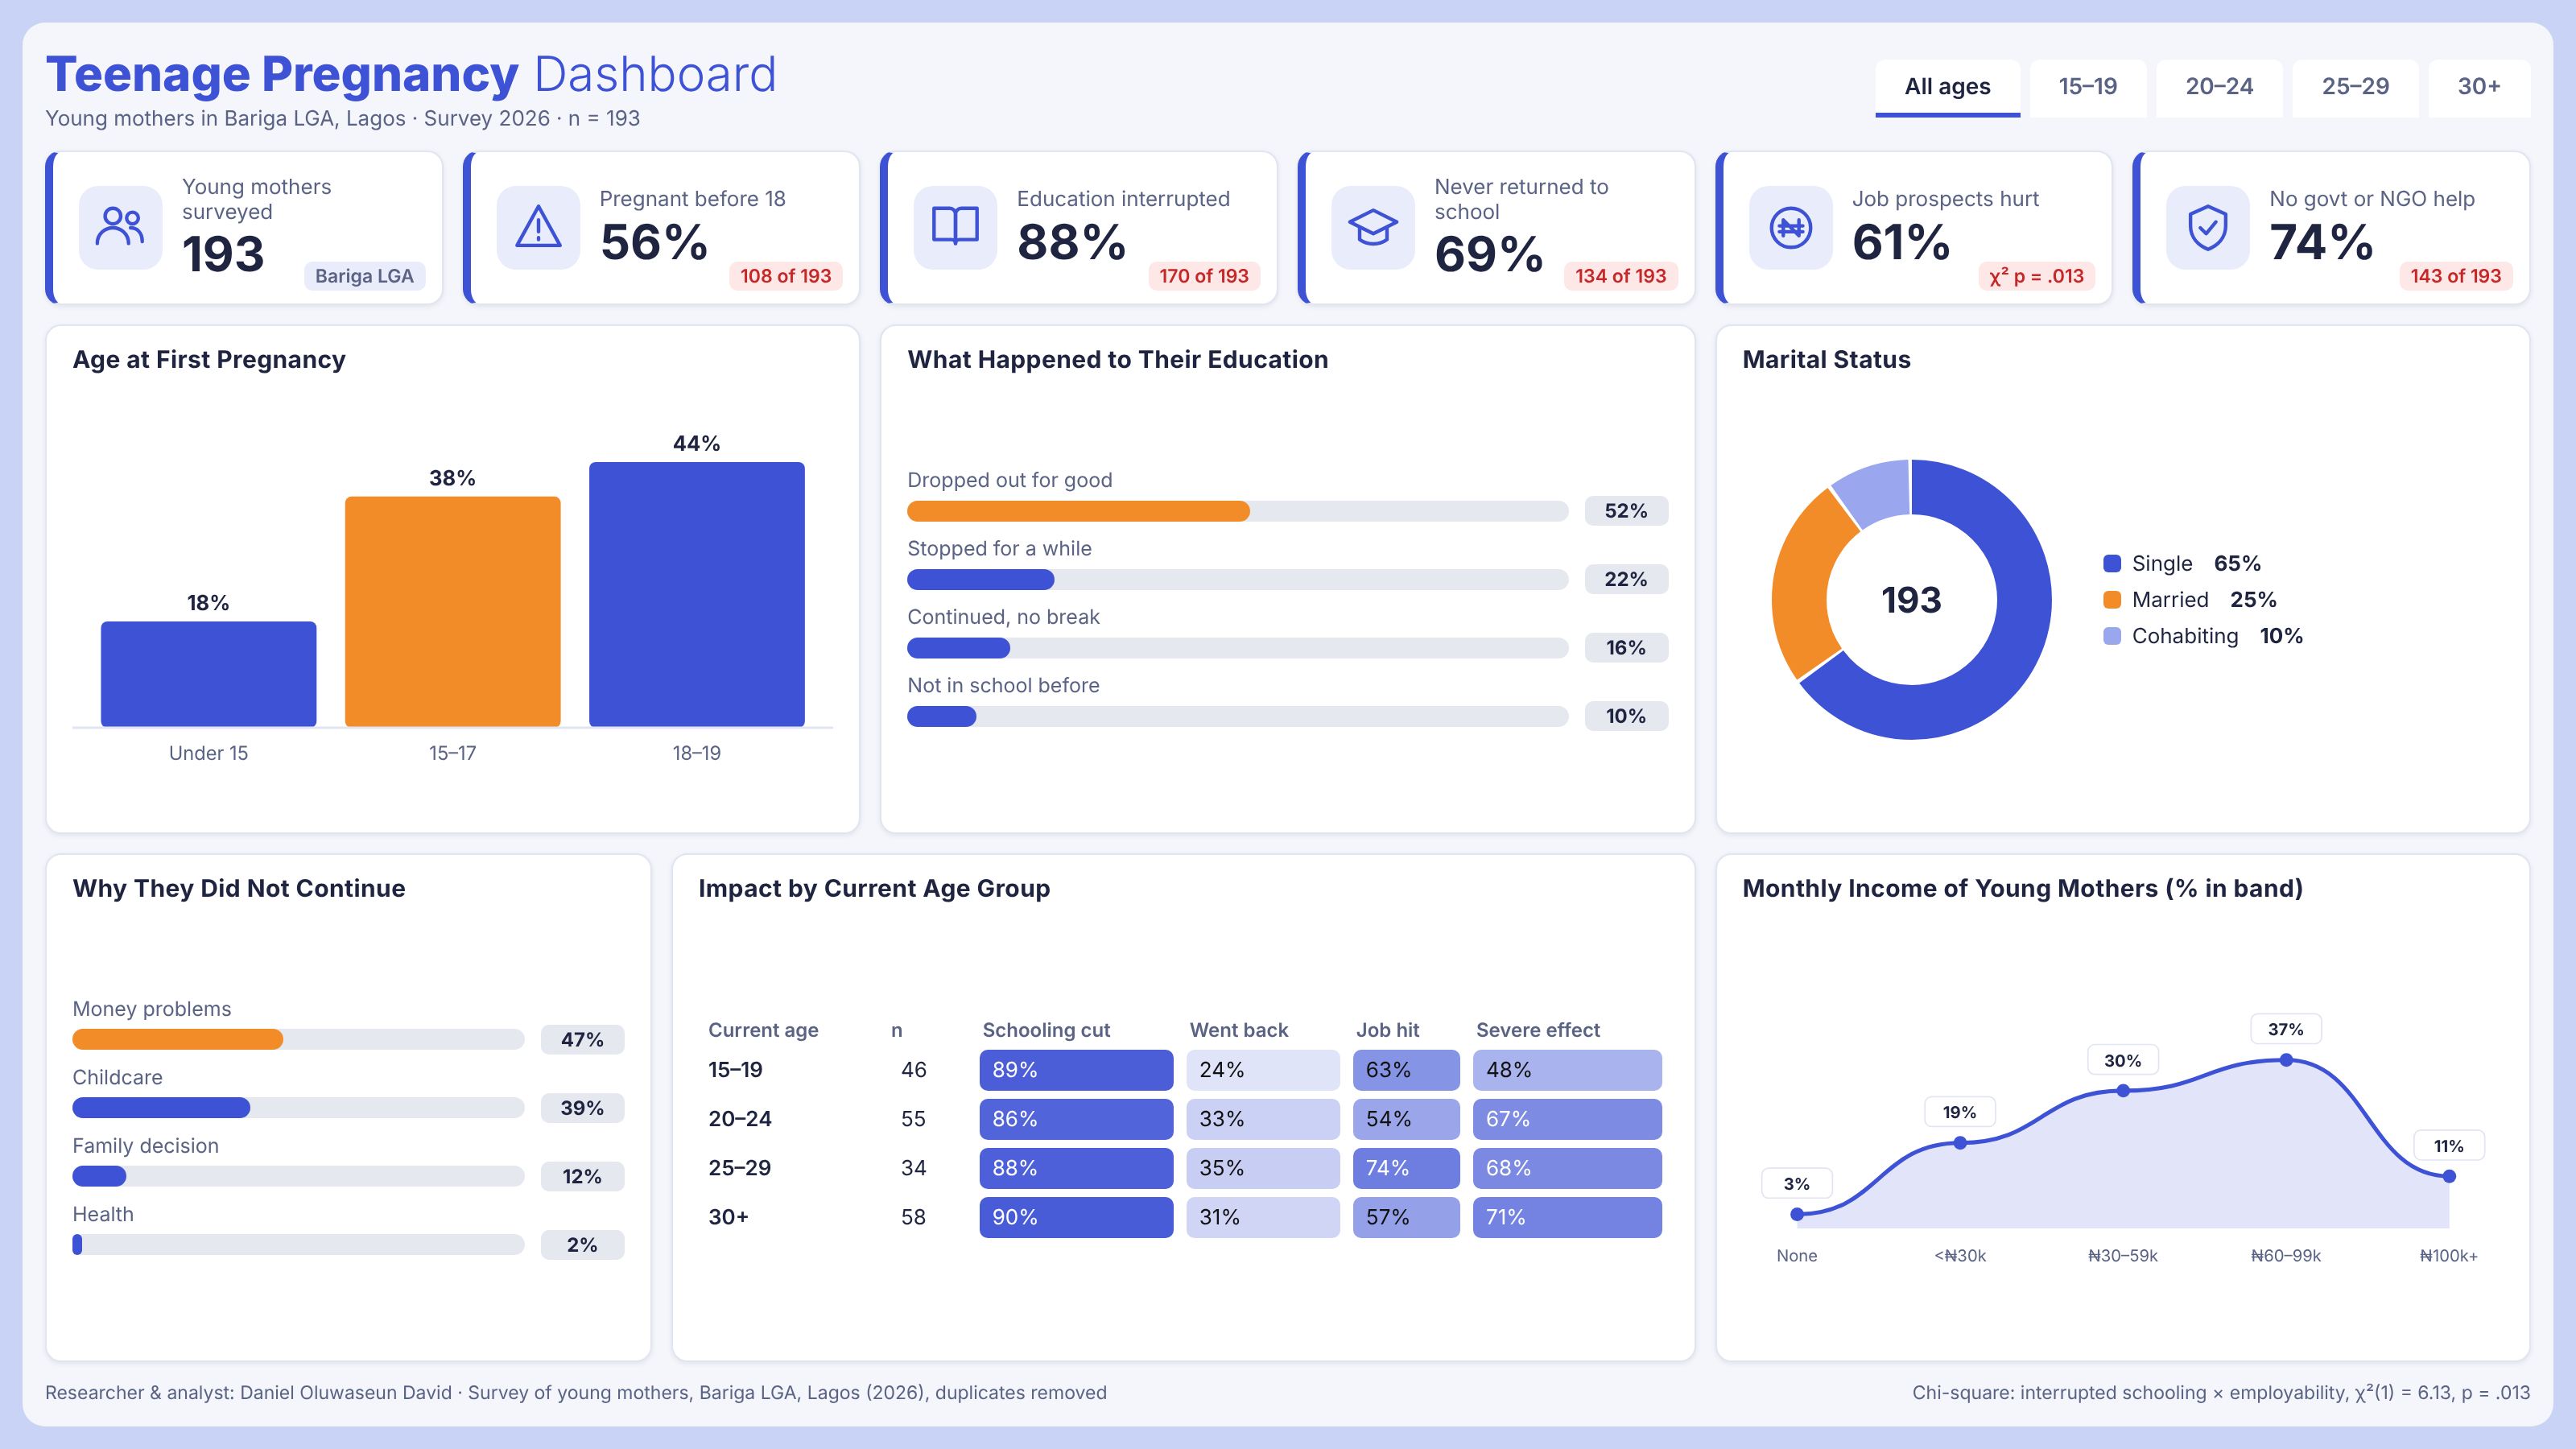 Teenage Pregnancy Dashboard
Young mothers in Bariga LGA, Lagos · Survey 2026 · n = 193
All ages
15–19
20–24
25–29
30+
Young mothers
surveyed
193
Bariga LGA
Pregnant before 18
56%
108 of 193
Education interrupted
88%
170 of 193
Never returned to
school
69%
134 of 193
Job prospects hurt
61%
χ² p = .013
No govt or NGO help
74%
143 of 193
Age at First Pregnancy
18%
38%
44%
Under 15
15–17
18–19
What Happened to Their Education
Dropped out for good
52%
Stopped for a while
22%
Continued, no break
16%
Not in school before
10%
Marital Status
193
Single 65%
Married 25%
Cohabiting 10%
Why They Did Not Continue
Money problems
47%
Childcare
39%
Family decision
12%
Health
2%
Impact by Current Age Group
Current age n Schooling cut Went back Job hit Severe effect
15–19 46 89% 24% 63% 48%
20–24 55 86% 33% 54% 67%
25–29 34 88% 35% 74% 68%
30+ 58 90% 31% 57% 71%
Monthly Income of Young Mothers (% in band)
3%
19%
30%
37%
11%
None
<₦30k
₦30–59k
₦60–99k
₦100k+
Researcher & analyst: Daniel Oluwaseun David · Survey of young mothers, Bariga LGA, Lagos (2026), duplicates removed
Chi-square: interrupted schooling × employability, χ²(1) = 6.13, p = .013